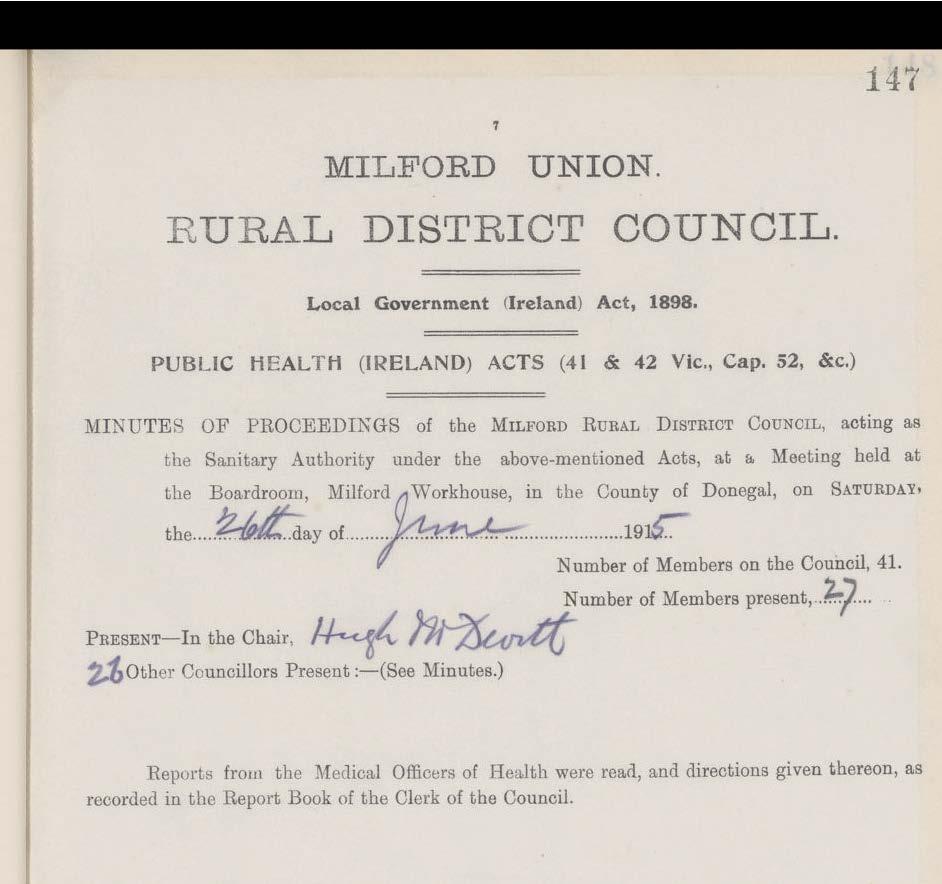 147
7
MILFORD UNION.
RURAL DISTRICT COUNCIL.
Local Government (Ireland) Act, 1898.
PUBLIC HEALTH (IRELAND) ACTS (41 & 42 Vic., Cap. 52, &c.)
MINUTES OF PROCEEDINGS of the MILFORD RURAL DISTRICT COUNCIL, acting as
the Sanitary Authority under the above-mentioned Acts, at a Meeting held at
the Boardroom, Milford Workhouse, in the County of Donegal, on SATURDAY,
the 26th day of June 1915
Number of Members on the Council, 41.
Number of Members present, 27
PRESENT—In the Chair, Hugh McDevitt
26 Other Councillors Present:—(See Minutes.)
Reports from the Medical Officers of Health were read, and directions given thereon, as
recorded in the Report Book of the Clerk of the Council.